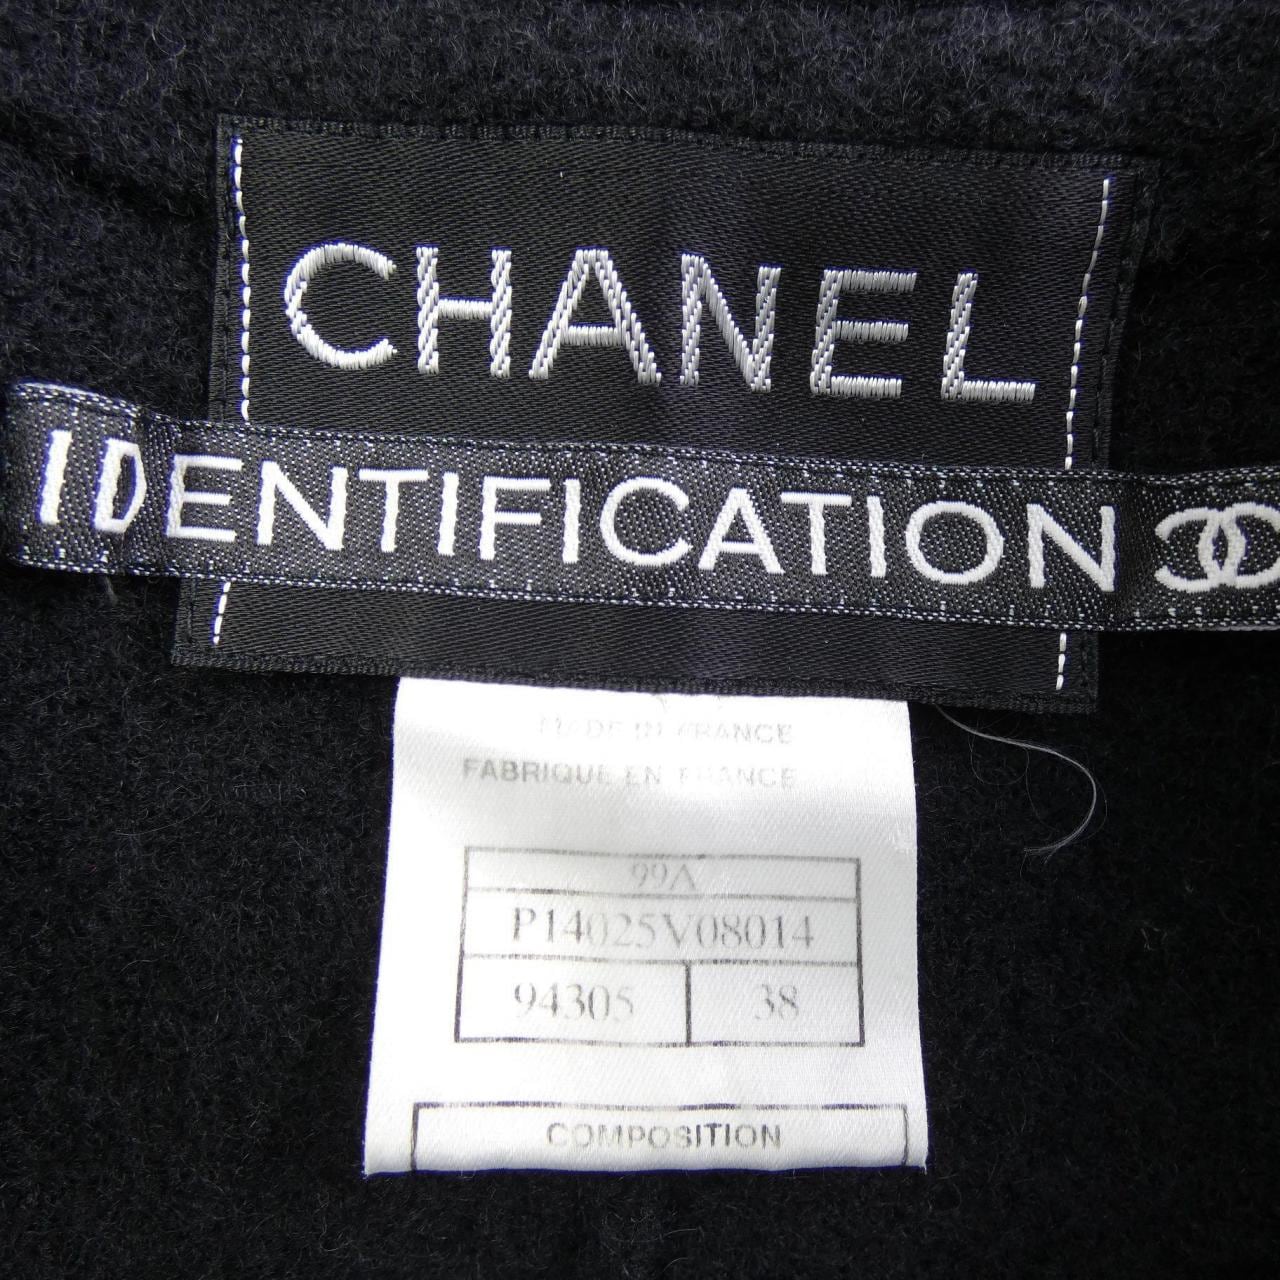 CHANEL
IDENTIFICATION
MADE IN FRANCE
FABRIQUE EN FRANCE
99A
P14025V08014
94305 38
COMPOSITION